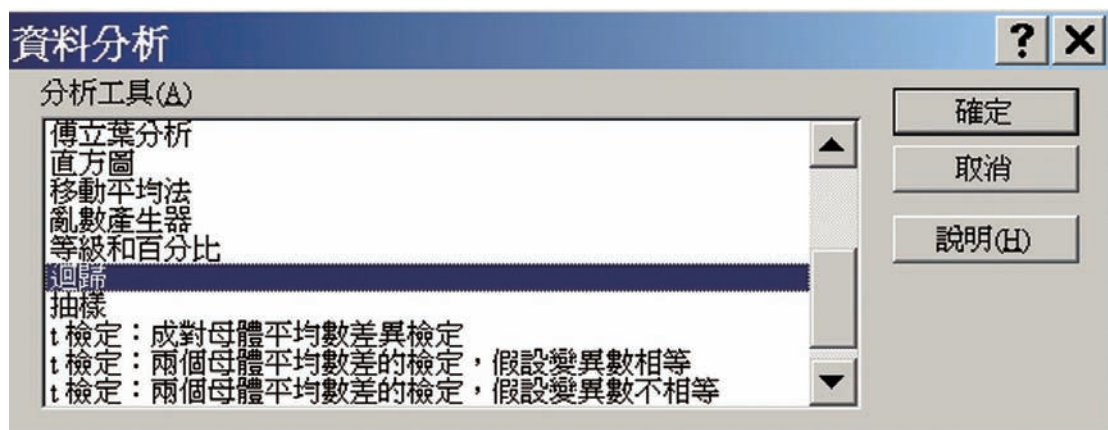 資料分析
分析工具(A)
傅立葉分析
直方圖
移動平均法
亂數產生器
等級和百分比
迴歸
抽樣
t 檢定：成對母體平均數差異檢定
t 檢定：兩個母體平均數差的檢定，假設變異數相等
t 檢定：兩個母體平均數差的檢定，假設變異數不相等
確定
取消
說明(H)